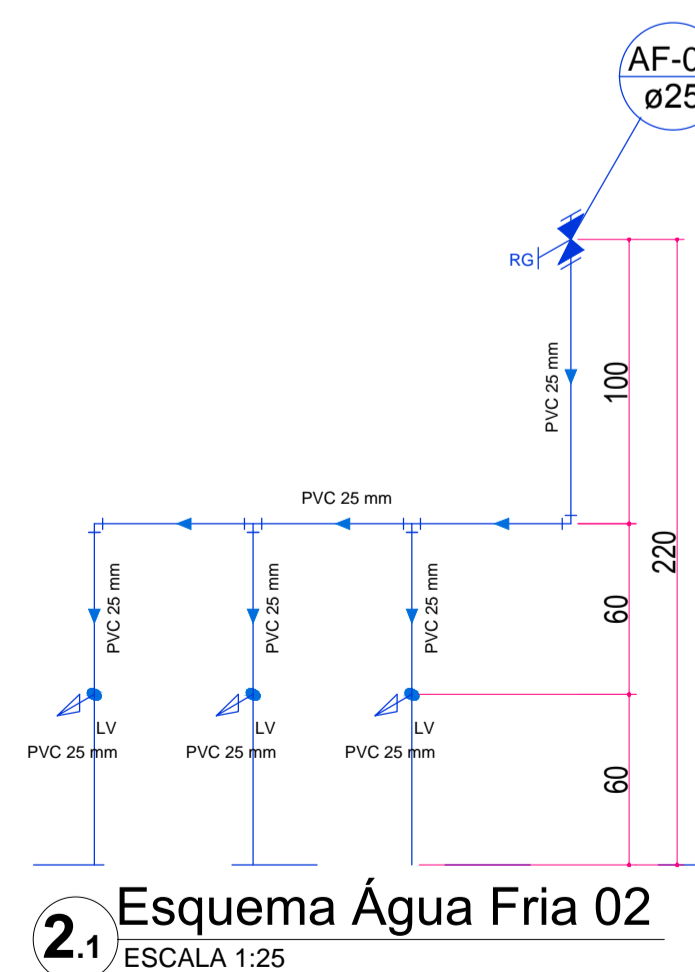 AF-0
ø25
RG
PVC 25 mm
100
PVC 25 mm
220
PVC 25 mm
PVC 25 mm
PVC 25 mm
60
LV
LV
LV
PVC 25 mm
PVC 25 mm
PVC 25 mm
60
2.1
Esquema Água Fria 02
ESCALA 1:25